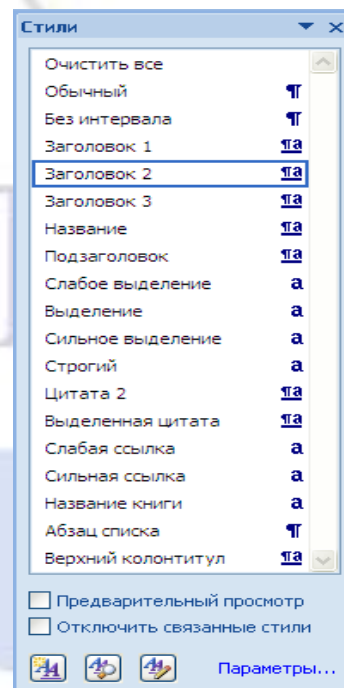 Стили
Очистить все
Обычный ¶
Без интервала ¶
Заголовок 1 ¶a
Заголовок 2 ¶a
Заголовок 3 ¶a
Название ¶a
Подзаголовок ¶a
Слабое выделение a
Выделение a
Сильное выделение a
Строгий a
Цитата 2 ¶a
Выделенная цитата ¶a
Слабая ссылка a
Сильная ссылка a
Название книги a
Абзац списка ¶
Верхний колонтитул ¶a
Предварительный просмотр
Отключить связанные стили
Параметры...